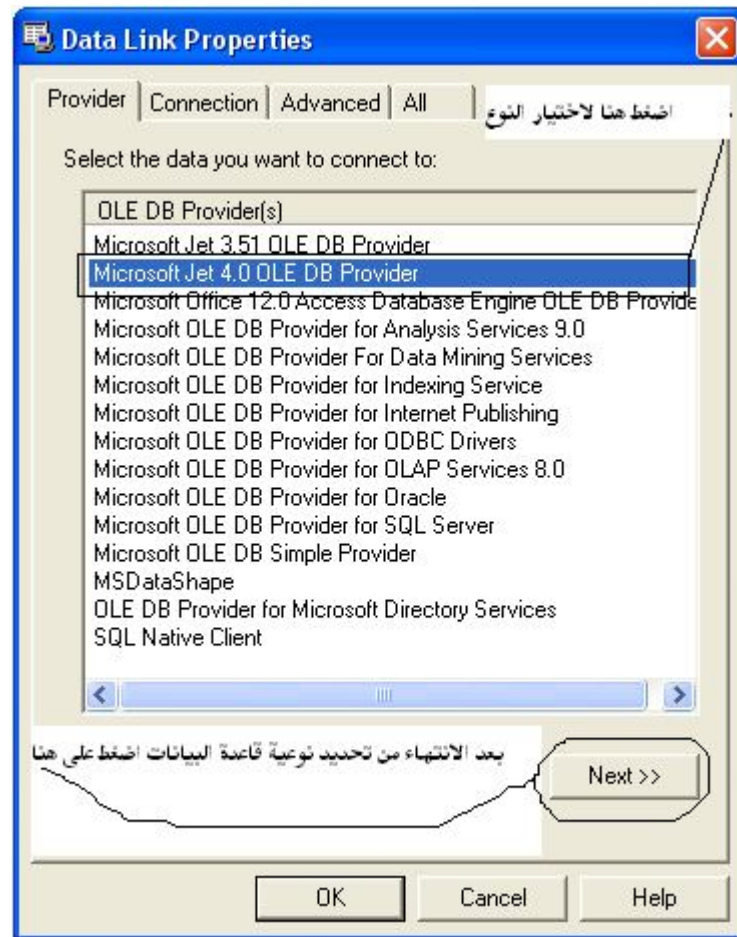 Data Link Properties
Provider Connection Advanced All
اضغط هنا لاختيار النوع
Select the data you want to connect to:
OLE DB Provider(s)
Microsoft Jet 3.51 OLE DB Provider
Microsoft Jet 4.0 OLE DB Provider
Microsoft Office 12.0 Access Database Engine OLE DB Provide
Microsoft OLE DB Provider for Analysis Services 9.0
Microsoft OLE DB Provider For Data Mining Services
Microsoft OLE DB Provider for Indexing Service
Microsoft OLE DB Provider for Internet Publishing
Microsoft OLE DB Provider for ODBC Drivers
Microsoft OLE DB Provider for OLAP Services 8.0
Microsoft OLE DB Provider for Oracle
Microsoft OLE DB Provider for SQL Server
Microsoft OLE DB Simple Provider
MSDataShape
OLE DB Provider for Microsoft Directory Services
SQL Native Client
بعد الانتهاء من تحديد نوعية قاعدة البيانات اضغط على هنا
Next >>
OK Cancel Help